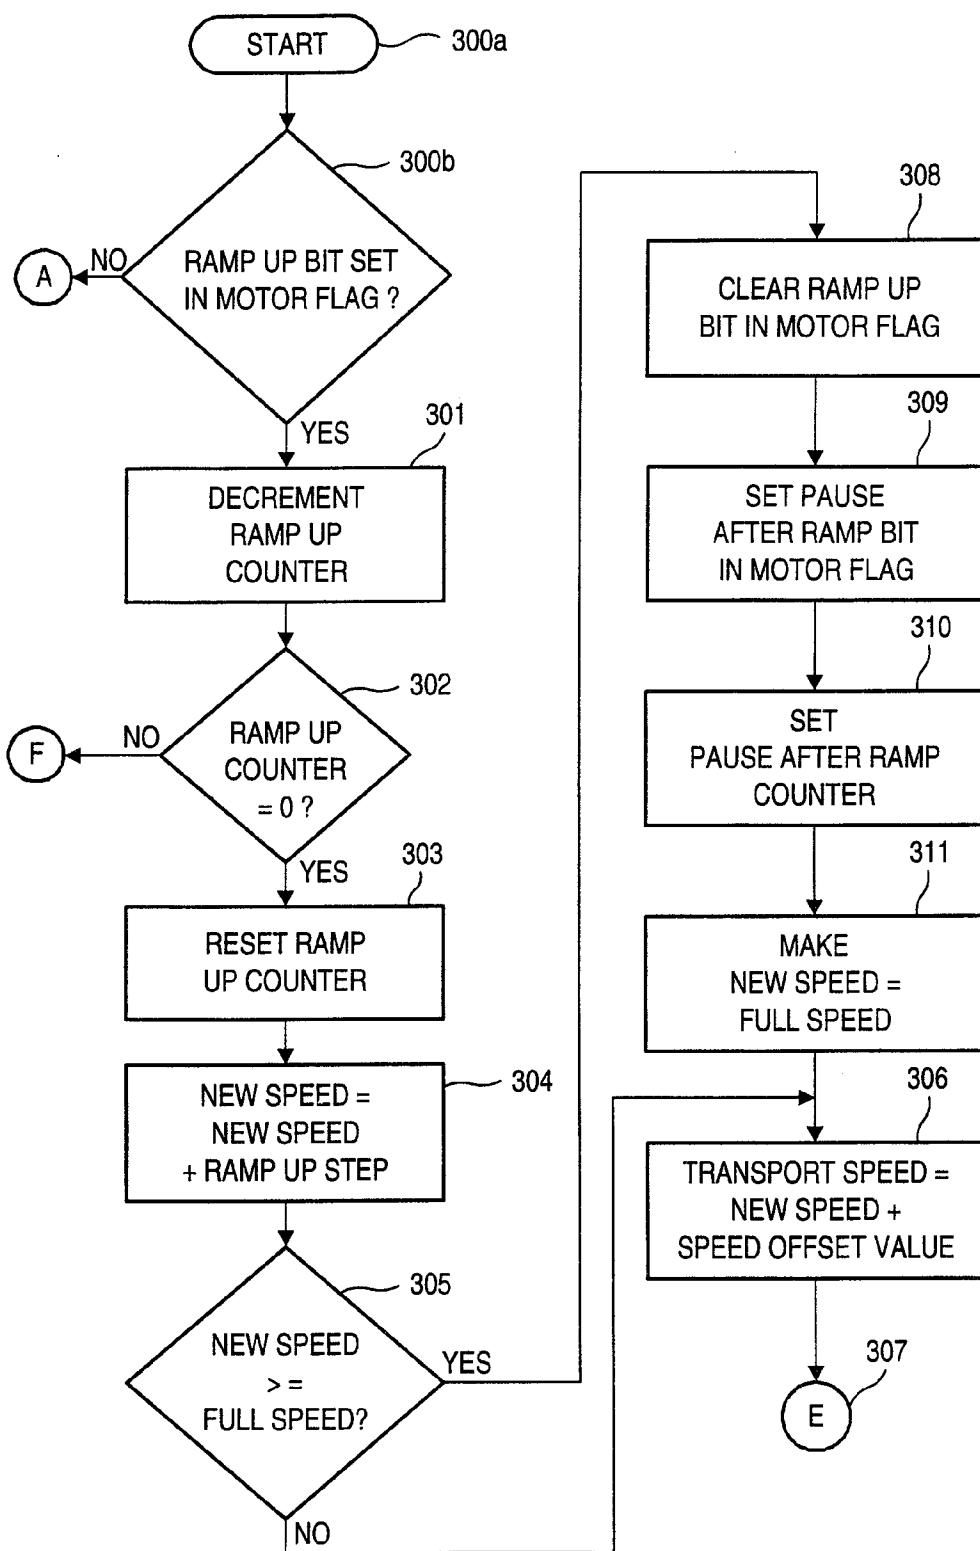 START
300a
300b
RAMP UP BIT SET
IN MOTOR FLAG ?
NO
A
YES
301
DECREMENT
RAMP UP
COUNTER
302
RAMP UP
COUNTER
= 0 ?
NO
F
YES
303
RESET RAMP
UP COUNTER
304
NEW SPEED =
NEW SPEED
+ RAMP UP STEP
305
NEW SPEED
> =
FULL SPEED?
YES
NO
308
CLEAR RAMP UP
BIT IN MOTOR FLAG
309
SET PAUSE
AFTER RAMP BIT
IN MOTOR FLAG
310
SET
PAUSE AFTER RAMP
COUNTER
311
MAKE
NEW SPEED =
FULL SPEED
306
TRANSPORT SPEED =
NEW SPEED +
SPEED OFFSET VALUE
307
E